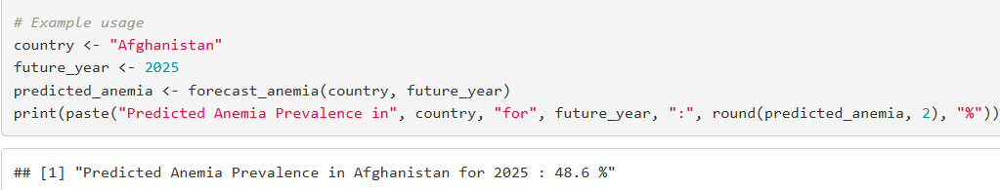 # Example usage
country <- "Afghanistan"
future_year <- 2025
predicted_anemia <- forecast_anemia(country, future_year)
print(paste("Predicted Anemia Prevalence in", country, "for", future_year, ":", round(predicted_anemia, 2), "%"))
## [1] "Predicted Anemia Prevalence in Afghanistan for 2025 : 48.6 %"